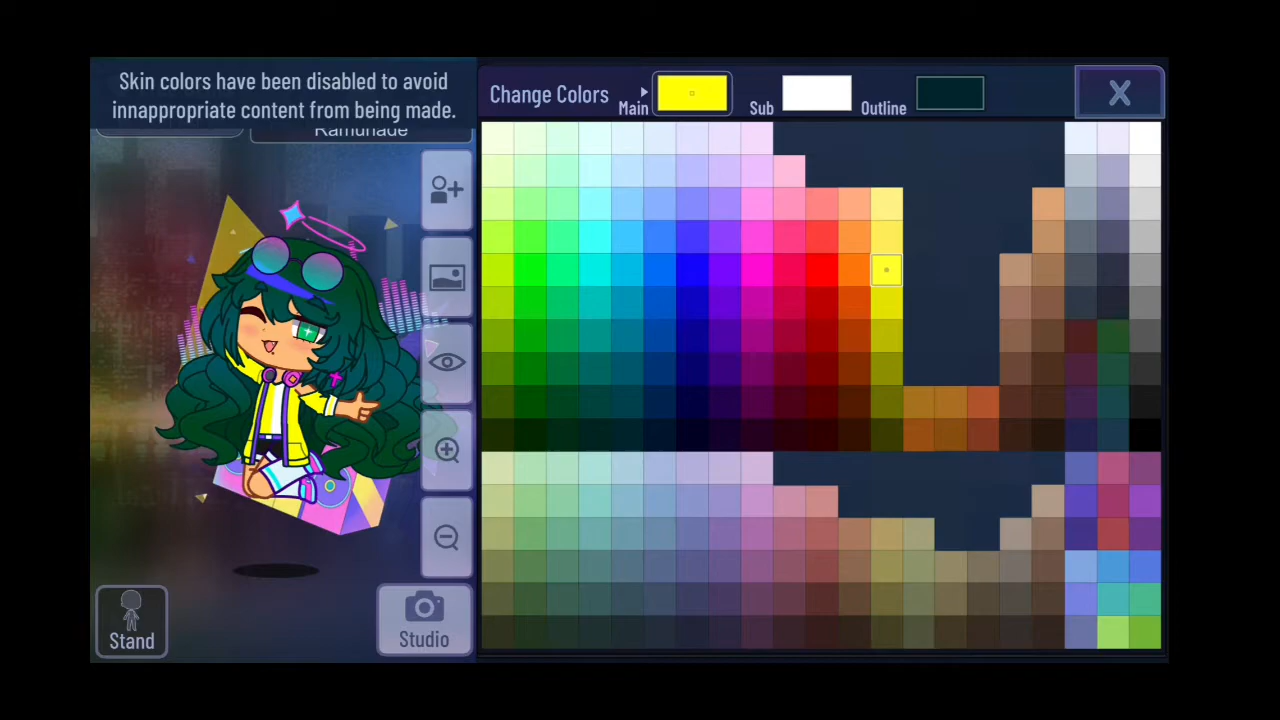 Skin colors have been disabled to avoid
innappropriate content from being made.
Ramunade
Change Colors
Main
Sub
Outline
X
Stand
Studio